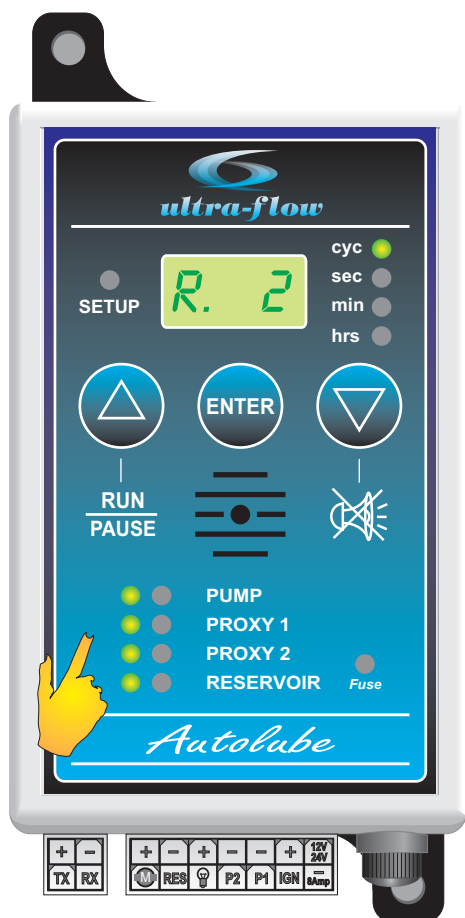 ultra-flow
cyc
sec
SETUP
R. 2
min
hrs
ENTER
RUN
PAUSE
PUMP
PROXY 1
PROXY 2
RESERVOIR
Fuse
Autolube
+ - + - + - - + 12V 24V
TX RX M RES P2 P1 IGN 8Amp